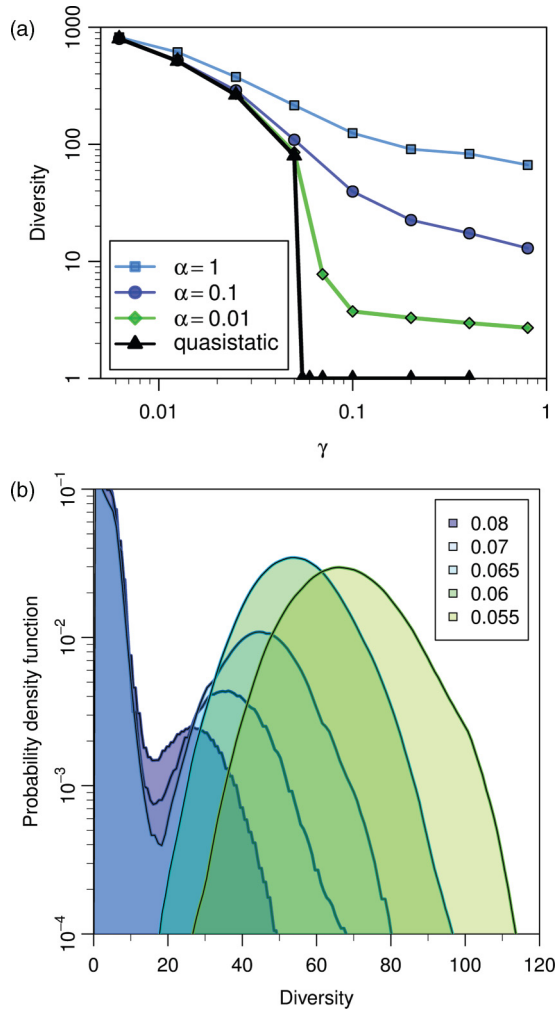 (a)
1000
100
10
1
Diversity
α = 1
α = 0.1
α = 0.01
quasistatic
0.01
0.1
1
γ
(b)
10⁻¹
10⁻²
10⁻³
10⁻⁴
Probability density function
0.08
0.07
0.065
0.06
0.055
0
20
40
60
80
100
120
Diversity